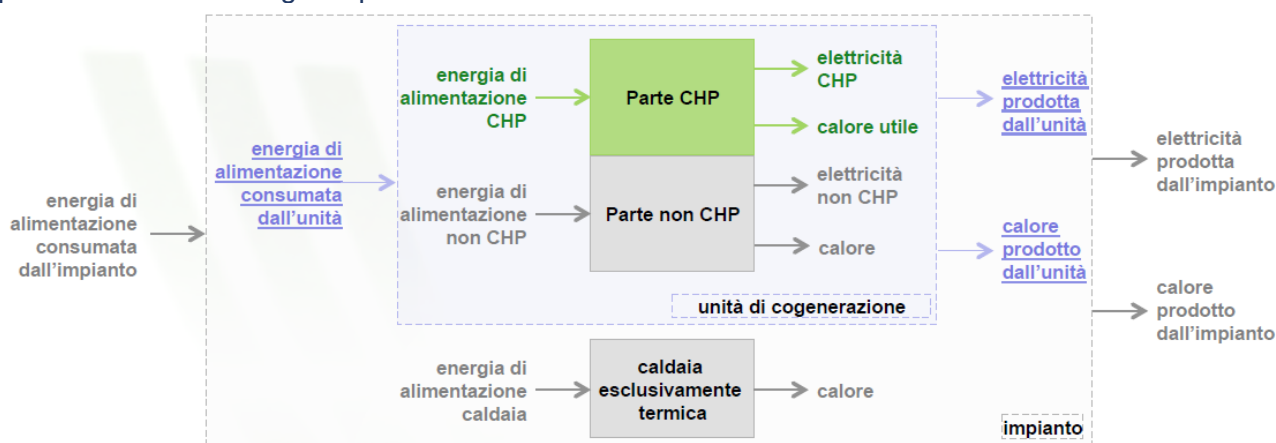 energia di
alimentazione
consumata
dall'impianto
energia di
alimentazione
consumata
dall'unità
energia di
alimentazione
CHP
Parte CHP
elettricità
CHP
calore utile
energia di
alimentazione
non CHP
Parte non CHP
elettricità
non CHP
calore
unità di cogenerazione
elettricità
prodotta
dall'unità
calore
prodotto
dall'unità
energia di
alimentazione
caldaia
caldaia
esclusivamente
termica
calore
impianto
elettricità
prodotta
dall'impianto
calore
prodotto
dall'impianto